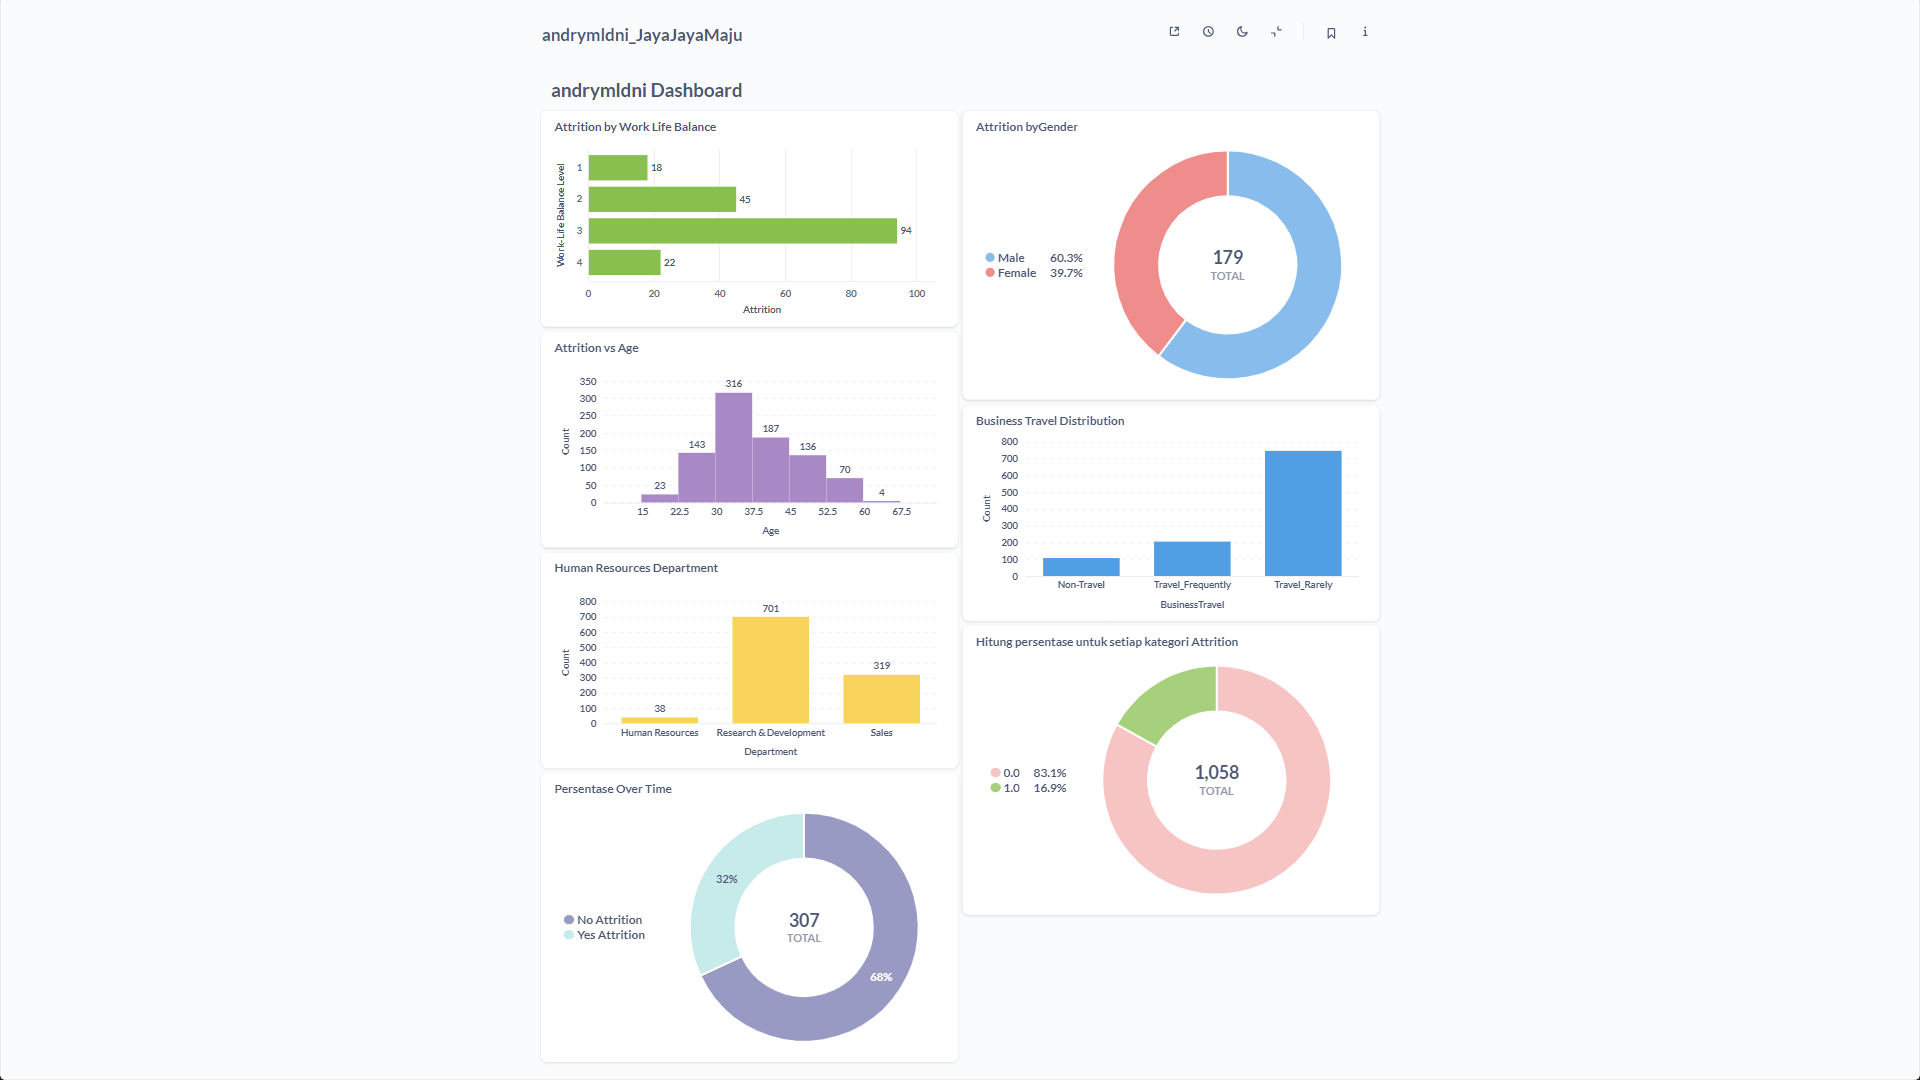 andrymldni_JayaJayaMaju
andrymldni Dashboard
Attrition by Work Life Balance
Work-Life Balance Level
1 18
2 45
3 94
4 22
0 20 40 60 80 100
Attrition
Attrition byGender
Male 60.3%
Female 39.7%
179
TOTAL
Attrition vs Age
Count
350
300
250
200
150
100
50
0
23 143 316 187 136 70 4
15 22.5 30 37.5 45 52.5 60 67.5
Age
Business Travel Distribution
Count
800
700
600
500
400
300
200
100
0
Non-Travel Travel_Frequently Travel_Rarely
BusinessTravel
Human Resources Department
Count
800
700
600
500
400
300
200
100
0
38 701 319
Human Resources Research & Development Sales
Department
Hitung persentase untuk setiap kategori Attrition
0.0 83.1%
1.0 16.9%
1,058
TOTAL
Persentase Over Time
No Attrition
Yes Attrition
32%
68%
307
TOTAL